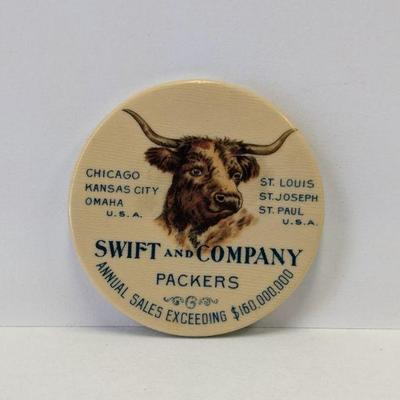 CHICAGO
KANSAS CITY
OMAHA
U.S.A.
ST. LOUIS
ST. JOSEPH
ST. PAUL
U.S.A.
SWIFT AND COMPANY
PACKERS
ANNUAL SALES EXCEEDING $160,000,000